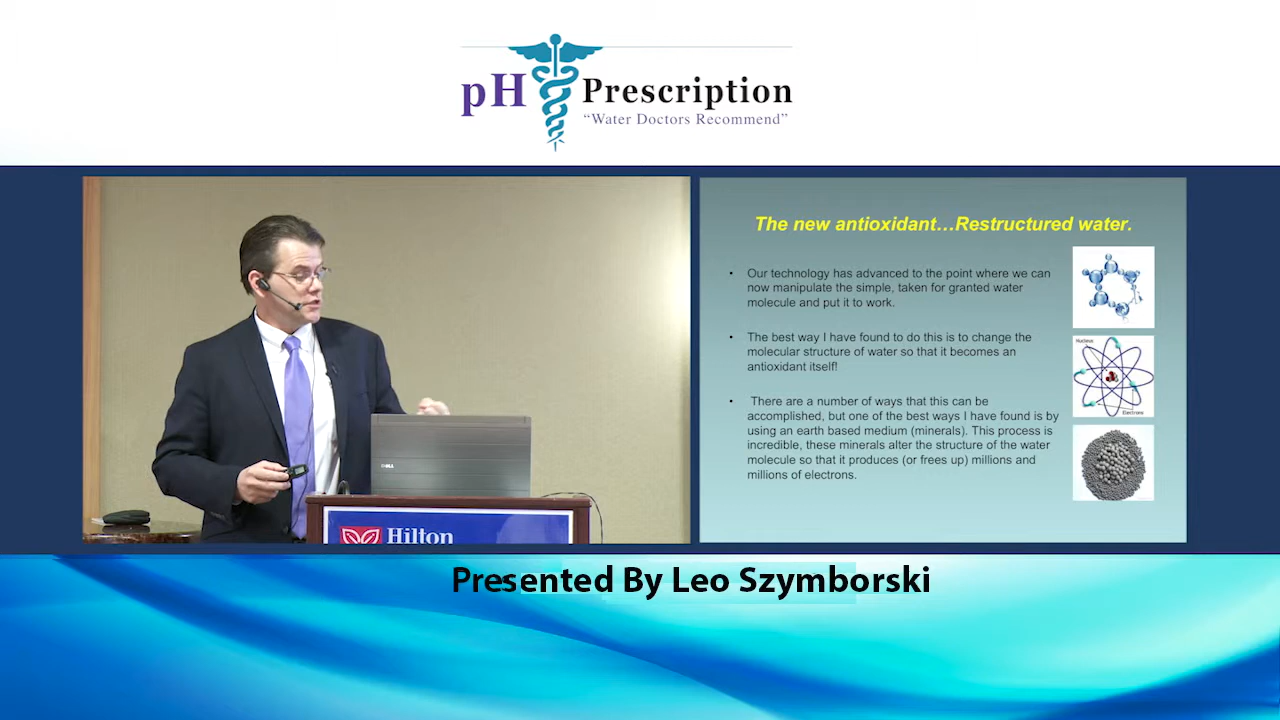 pH Prescription
“Water Doctors Recommend”
The new antioxidant…Restructured water.
• Our technology has advanced to the point where we can
now manipulate the simple, taken for granted water
molecule and put it to work.
• The best way I have found to do this is to change the
molecular structure of water so that it becomes an
antioxidant itself!
• There are a number of ways that this can be
accomplished, but one of the best ways I have found is by
using an earth based medium (minerals). This process is
incredible, these minerals alter the structure of the water
molecule so that it produces (or frees up) millions and
millions of electrons.
Nucleus
Electrons
DELL
Hilton
Presented By Leo Szymborski